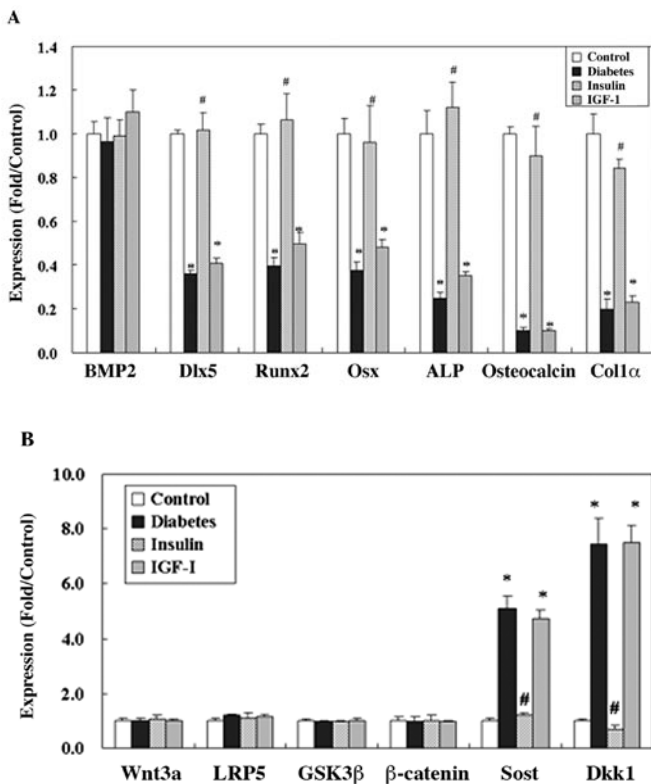 A
Expression (Fold/Control)
1.4
1.2
1.0
0.8
0.6
0.4
0.2
0.0
Control
Diabetes
Insulin
IGF-1
# # # # # #
* * * * * * * * * * * *
BMP2 Dlx5 Runx2 Osx ALP Osteocalcin Col1α
B
Expression (Fold/Control)
10.0
8.0
6.0
4.0
2.0
0.0
Control
Diabetes
Insulin
IGF-I
* * * *
# #
Wnt3a LRP5 GSK3β β-catenin Sost Dkk1